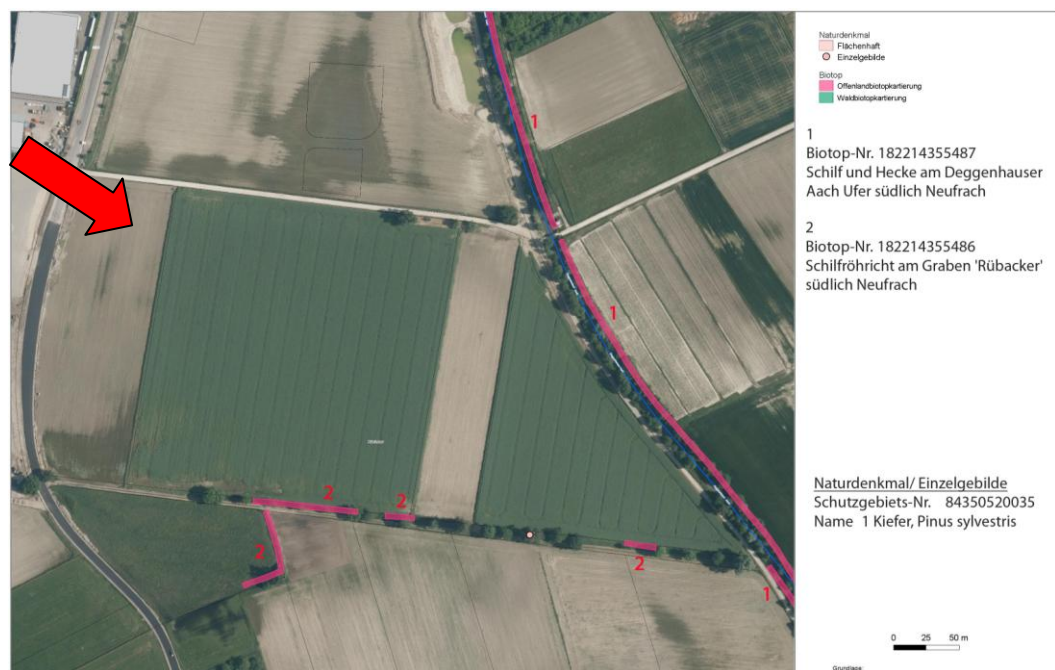 Naturdenkmal
Flächenhaft
Einzelgebilde
Biotop
Offenlandbiotopkartierung
Waldbiotopkartierung
1
Biotop-Nr. 182214355487
Schilf und Hecke am Deggenhauser
Aach Ufer südlich Neufrach
2
Biotop-Nr. 182214355486
Schilfröhricht am Graben 'Rübacker'
südlich Neufrach
Naturdenkmal/ Einzelgebilde
Schutzgebiets-Nr. 84350520035
Name 1 Kiefer, Pinus sylvestris
0 25 50 m
Grundlage:
1
1
2
2
2
2
1